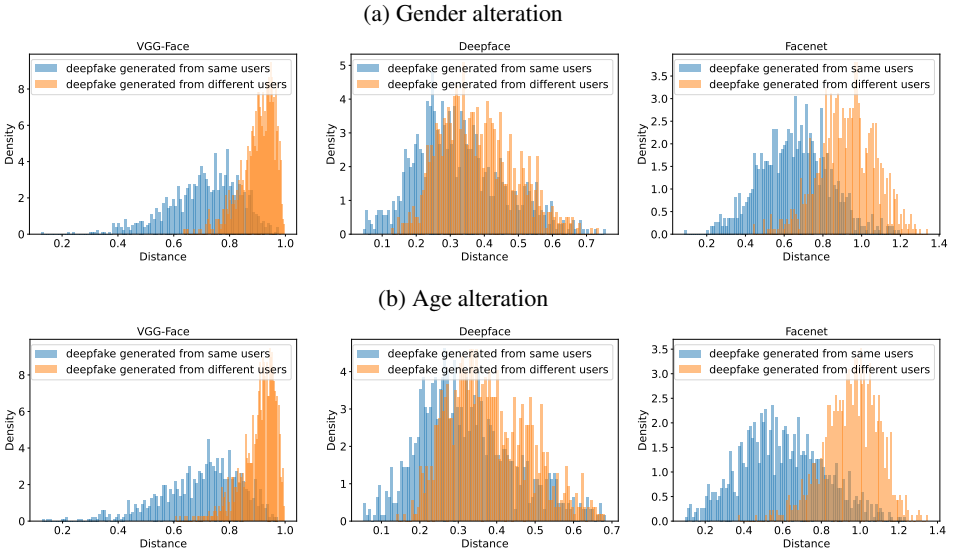 (a) Gender alteration
VGG-Face
deepfake generated from same users
deepfake generated from different users
Density
8
6
4
2
0
0.2 0.4 0.6 0.8 1.0
Distance
Deepface
deepfake generated from same users
deepfake generated from different users
Density
5
4
3
2
1
0
0.1 0.2 0.3 0.4 0.5 0.6 0.7
Distance
Facenet
deepfake generated from same users
deepfake generated from different users
Density
3.5
3.0
2.5
2.0
1.5
1.0
0.5
0.0
0.2 0.4 0.6 0.8 1.0 1.2 1.4
Distance
(b) Age alteration
VGG-Face
deepfake generated from same users
deepfake generated from different users
Density
8
6
4
2
0
0.2 0.4 0.6 0.8 1.0
Distance
Deepface
deepfake generated from same users
deepfake generated from different users
Density
4
3
2
1
0
0.1 0.2 0.3 0.4 0.5 0.6 0.7
Distance
Facenet
deepfake generated from same users
deepfake generated from different users
Density
3.5
3.0
2.5
2.0
1.5
1.0
0.5
0.0
0.2 0.4 0.6 0.8 1.0 1.2 1.4
Distance